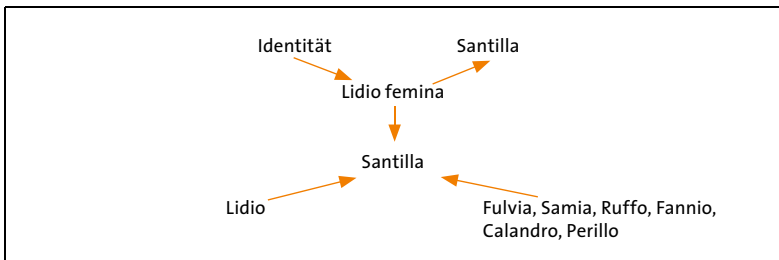 Identität Santilla
Lidio femina
Santilla
Lidio Fulvia, Samia, Ruffo, Fannio,
Calandro, Perillo